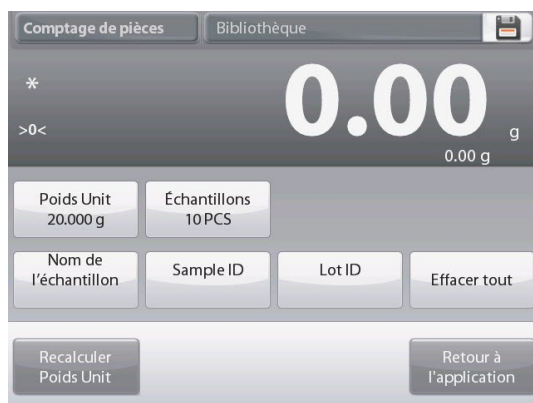 Comptage de pièces
Bibliothèque
*
0.00 g
>0<
0.00 g
Poids Unit
20.000 g
Échantillons
10 PCS
Nom de
l'échantillon
Sample ID
Lot ID
Effacer tout
Recalculer
Poids Unit
Retour à
l'application